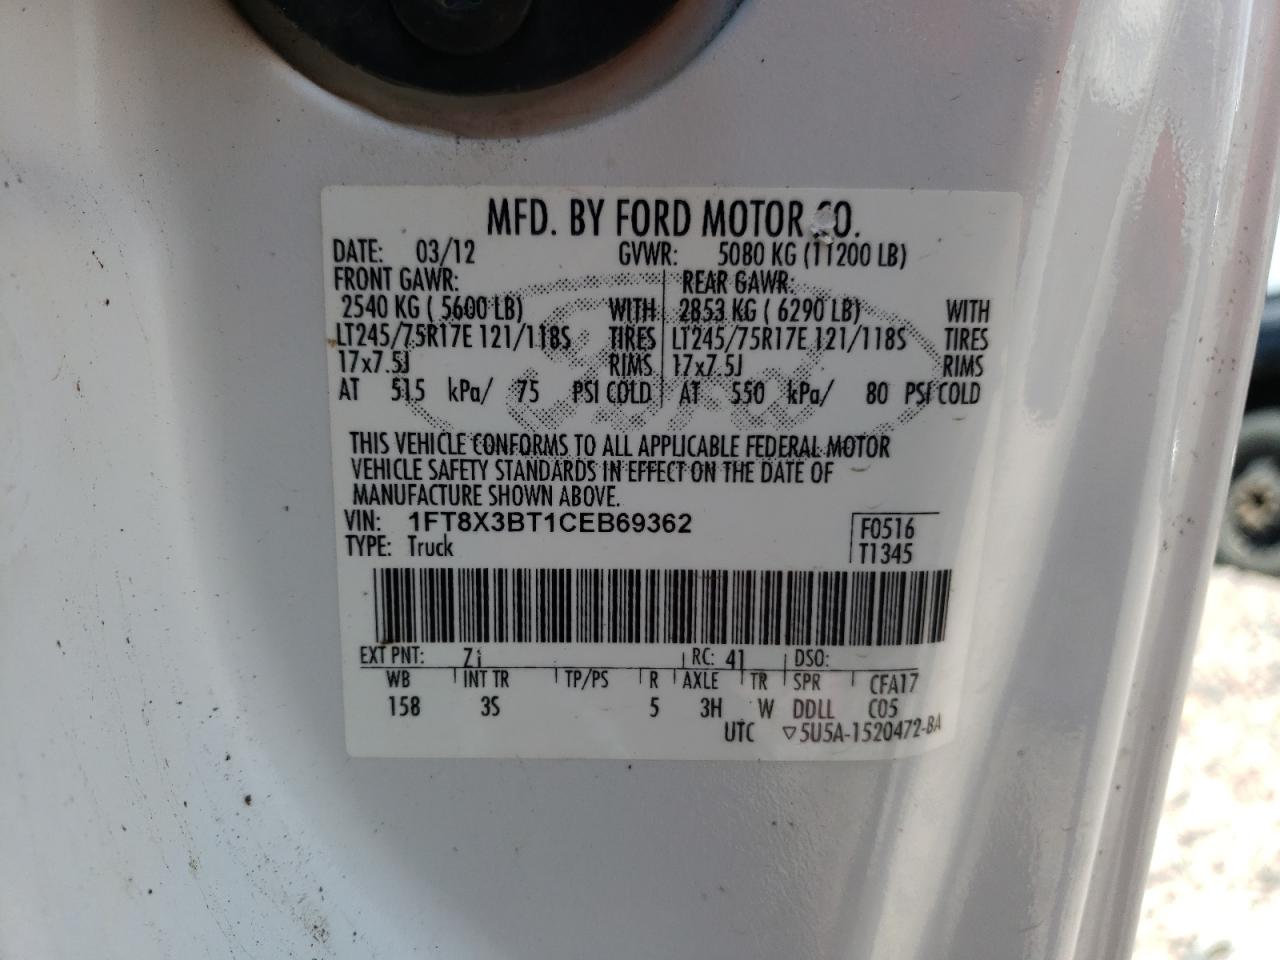 MFD. BY FORD MOTOR CO.
DATE: 03/12 GVWR: 5080 KG (11200 LB)
FRONT GAWR: REAR GAWR:
2540 KG ( 5600 LB) WITH 2853 KG ( 6290 LB) WITH
LT245/75R17E 121/118S TIRES LT245/75R17E 121/118S TIRES
17x7.5J RIMS 17x7.5J RIMS
AT 515 kPa/ 75 PSI COLD AT 550 kPa/ 80 PSI COLD
THIS VEHICLE CONFORMS TO ALL APPLICABLE FEDERAL MOTOR
VEHICLE SAFETY STANDARDS IN EFFECT ON THE DATE OF
MANUFACTURE SHOWN ABOVE.
VIN: 1FT8X3BT1CEB69362 F0516
TYPE: Truck T1345
EXT PNT: Z1 RC: 41 DSO:
WB INT TR TP/PS R AXLE TR SPR CFA17
158 3S 5 3H W DDLL C05
UTC ▽5U5A-1520472-BA